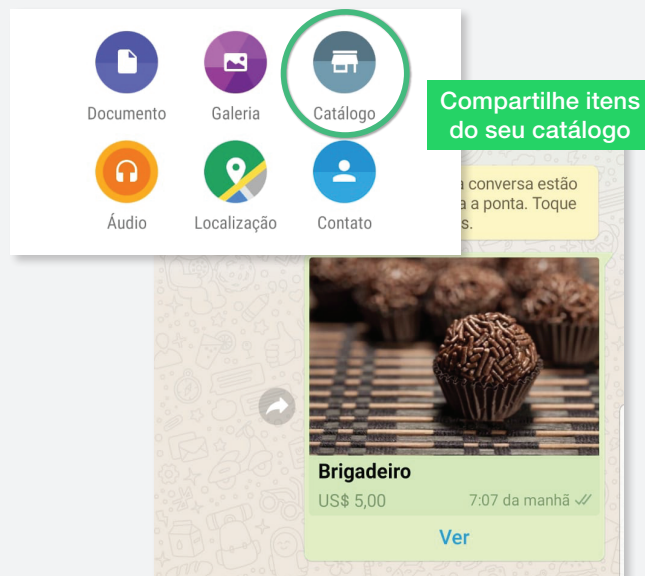 Documento
Galeria
Catálogo
Compartilhe itens
do seu catálogo
Áudio
Localização
Contato
conversa estão
a a ponta. Toque
s.
Brigadeiro
US$ 5,00
7:07 da manhã
Ver